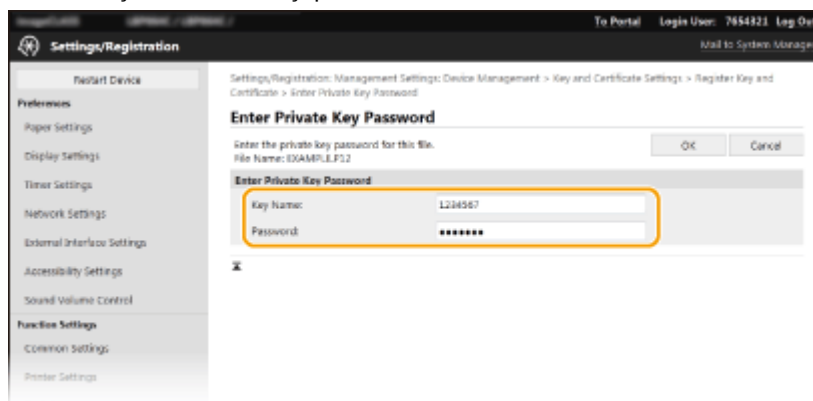 To Portal Login User: 7654321 Log Out
Settings/Registration
Mail to System Manager
Restart Device
Preferences
Paper Settings
Display Settings
Timer Settings
Network Settings
External Interface Settings
Accessibility Settings
Sound Volume Control
Function Settings
Common Settings
Printer Settings
Settings/Registration: Management Settings: Device Management > Key and Certificate Settings > Register Key and
Certificate > Enter Private Key Password
Enter Private Key Password
Enter the private key password for this file.
File Name: EXAMPLE.P12
OK Cancel
Enter Private Key Password
Key Name: 1234567
Password: •••••••